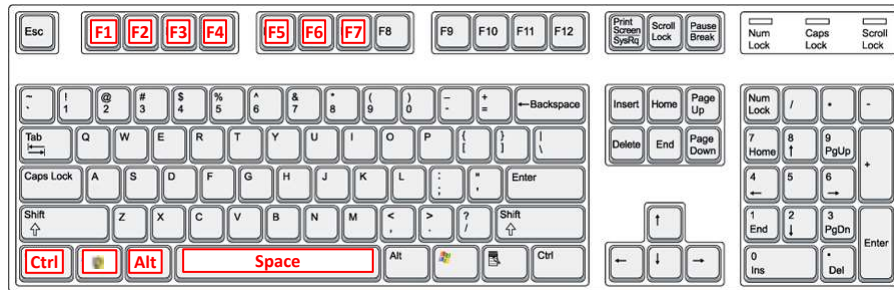 Esc F1 F2 F3 F4 F5 F6 F7 F8 F9 F10 F11 F12 Print Screen SysRq Scroll Lock Pause Break Num Lock Caps Lock Scroll Lock
~ ` ! 1 @ 2 # 3 $ 4 % 5 ^ 6 & 7 * 8 ( 9 ) 0 – - + = ←Backspace Insert Home Page Up Num Lock / * -
Tab Q W E R T Y U I O P { [ } ] | \ Delete End Page Down 7 Home 8 ↑ 9 PgUp +
Caps Lock A S D F G H J K L : ; " ' Enter 4 ← 5 6 →
Shift Z X C V B N M < , > . ? / Shift ↑ 1 End 2 ↓ 3 PgDn Enter
Ctrl Alt Space Alt Ctrl ← ↓ → 0 Ins . Del